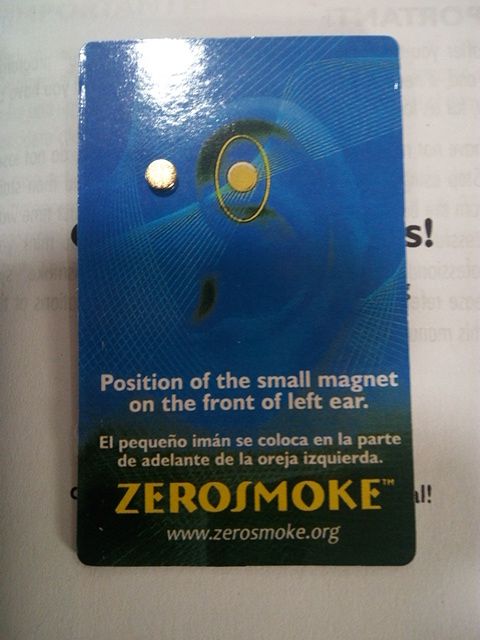 Position of the small magnet
on the front of left ear.
El pequeño imán se coloca en la parte
de adelante de la oreja izquierda.
ZEROSMOKE™
www.zerosmoke.org
s!
al!